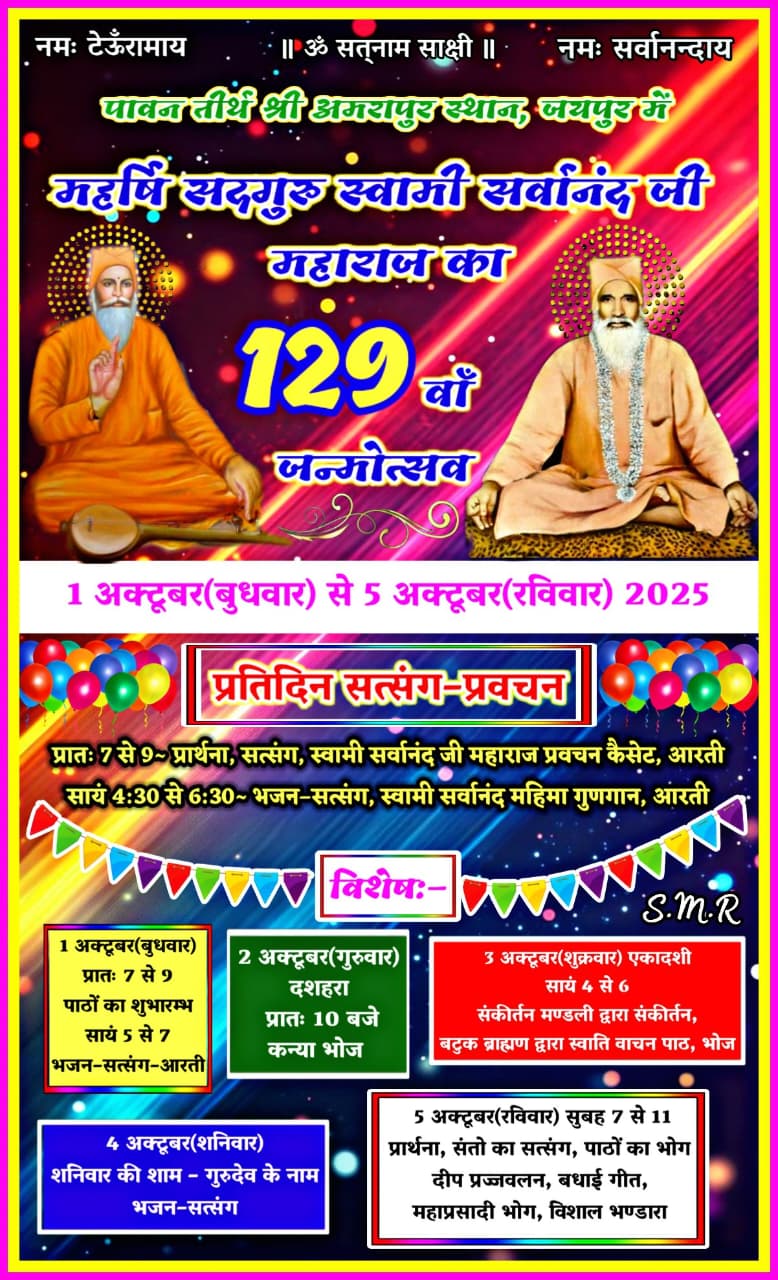 नमः टेऊँरामाय
॥ ॐ सत्नाम साक्षी ॥
नमः सर्वानन्दाय
पावन तीर्थ श्री अमरापुर स्थान, जयपुर में
महर्षि सदगुरु स्वामी सर्वानंद जी
महाराज का
129 वाँ
जन्मोत्सव
1 अक्टूबर(बुधवार) से 5 अक्टूबर(रविवार) 2025
प्रतिदिन सत्संग-प्रवचन
प्रातः 7 से 9~ प्रार्थना, सत्संग, स्वामी सर्वानंद जी महाराज प्रवचन कैसेट, आरती
सायं 4:30 से 6:30~ भजन-सत्संग, स्वामी सर्वानंद महिमा गुणगान, आरती
विशेष:-
S.M.R
1 अक्टूबर(बुधवार)
प्रातः 7 से 9
पाठों का शुभारम्भ
सायं 5 से 7
भजन-सत्संग-आरती
2 अक्टूबर(गुरुवार)
दशहरा
प्रातः 10 बजे
कन्या भोज
3 अक्टूबर(शुक्रवार) एकादशी
सायं 4 से 6
संकीर्तन मण्डली द्वारा संकीर्तन,
बटुक ब्राह्मण द्वारा स्वाति वाचन पाठ, भोज
4 अक्टूबर(शनिवार)
शनिवार की शाम - गुरुदेव के नाम
भजन-सत्संग
5 अक्टूबर(रविवार) सुबह 7 से 11
प्रार्थना, संतो का सत्संग, पाठों का भोग
दीप प्रज्जवलन, बधाई गीत,
महाप्रसादी भोग, विशाल भण्डारा